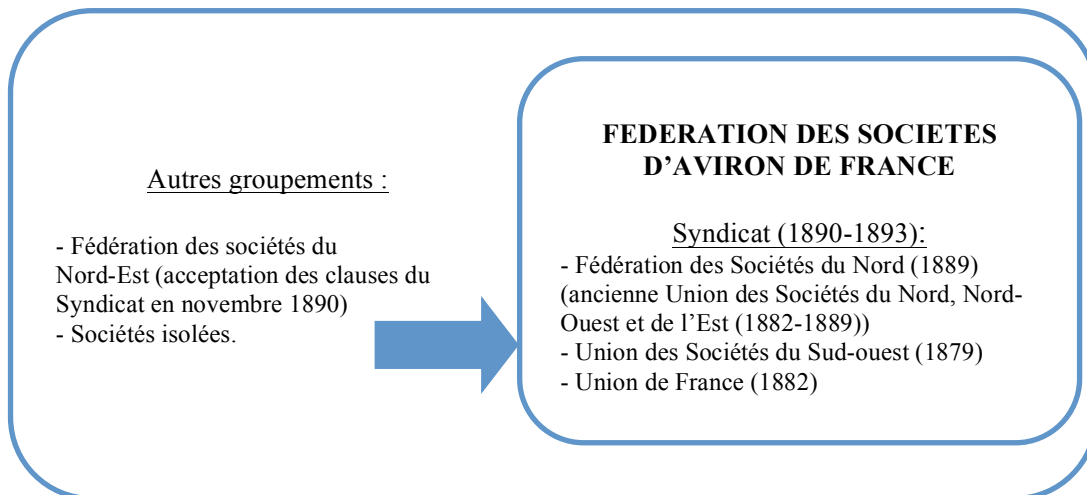 Autres groupements :
- Fédération des sociétés du
Nord-Est (acceptation des clauses du
Syndicat en novembre 1890)
- Sociétés isolées.
FEDERATION DES SOCIETES
D’AVIRON DE FRANCE
Syndicat (1890-1893):
- Fédération des Sociétés du Nord (1889)
(ancienne Union des Sociétés du Nord, Nord-
Ouest et de l’Est (1882-1889))
- Union des Sociétés du Sud-ouest (1879)
- Union de France (1882)